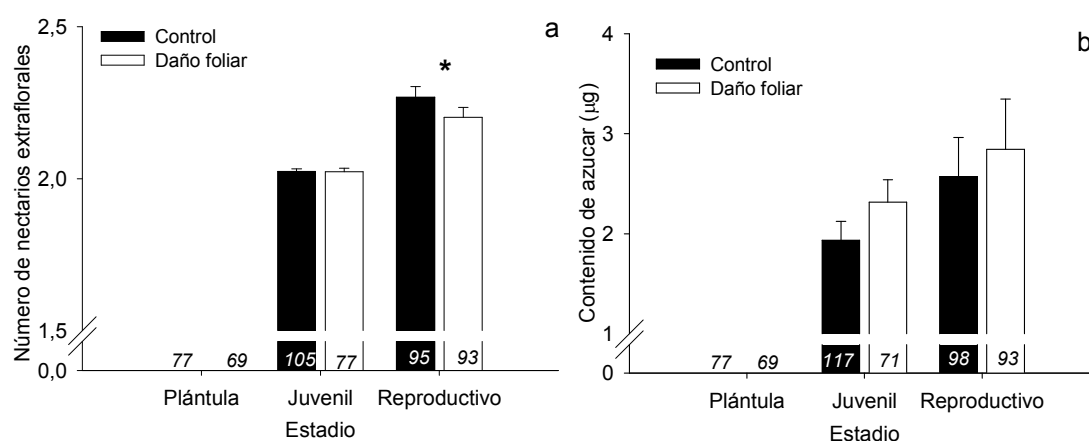 a
2,5
Control
Daño foliar
*
2,0
1,5
0,0
Número de nectarios extraflorales
77 69 105 77 95 93
Plántula Juvenil Reproductivo
Estadio
b
4
Control
Daño foliar
3
2
1
0
Contenido de azucar (µg)
77 69 117 71 98 93
Plántula Juvenil Reproductivo
Estadio